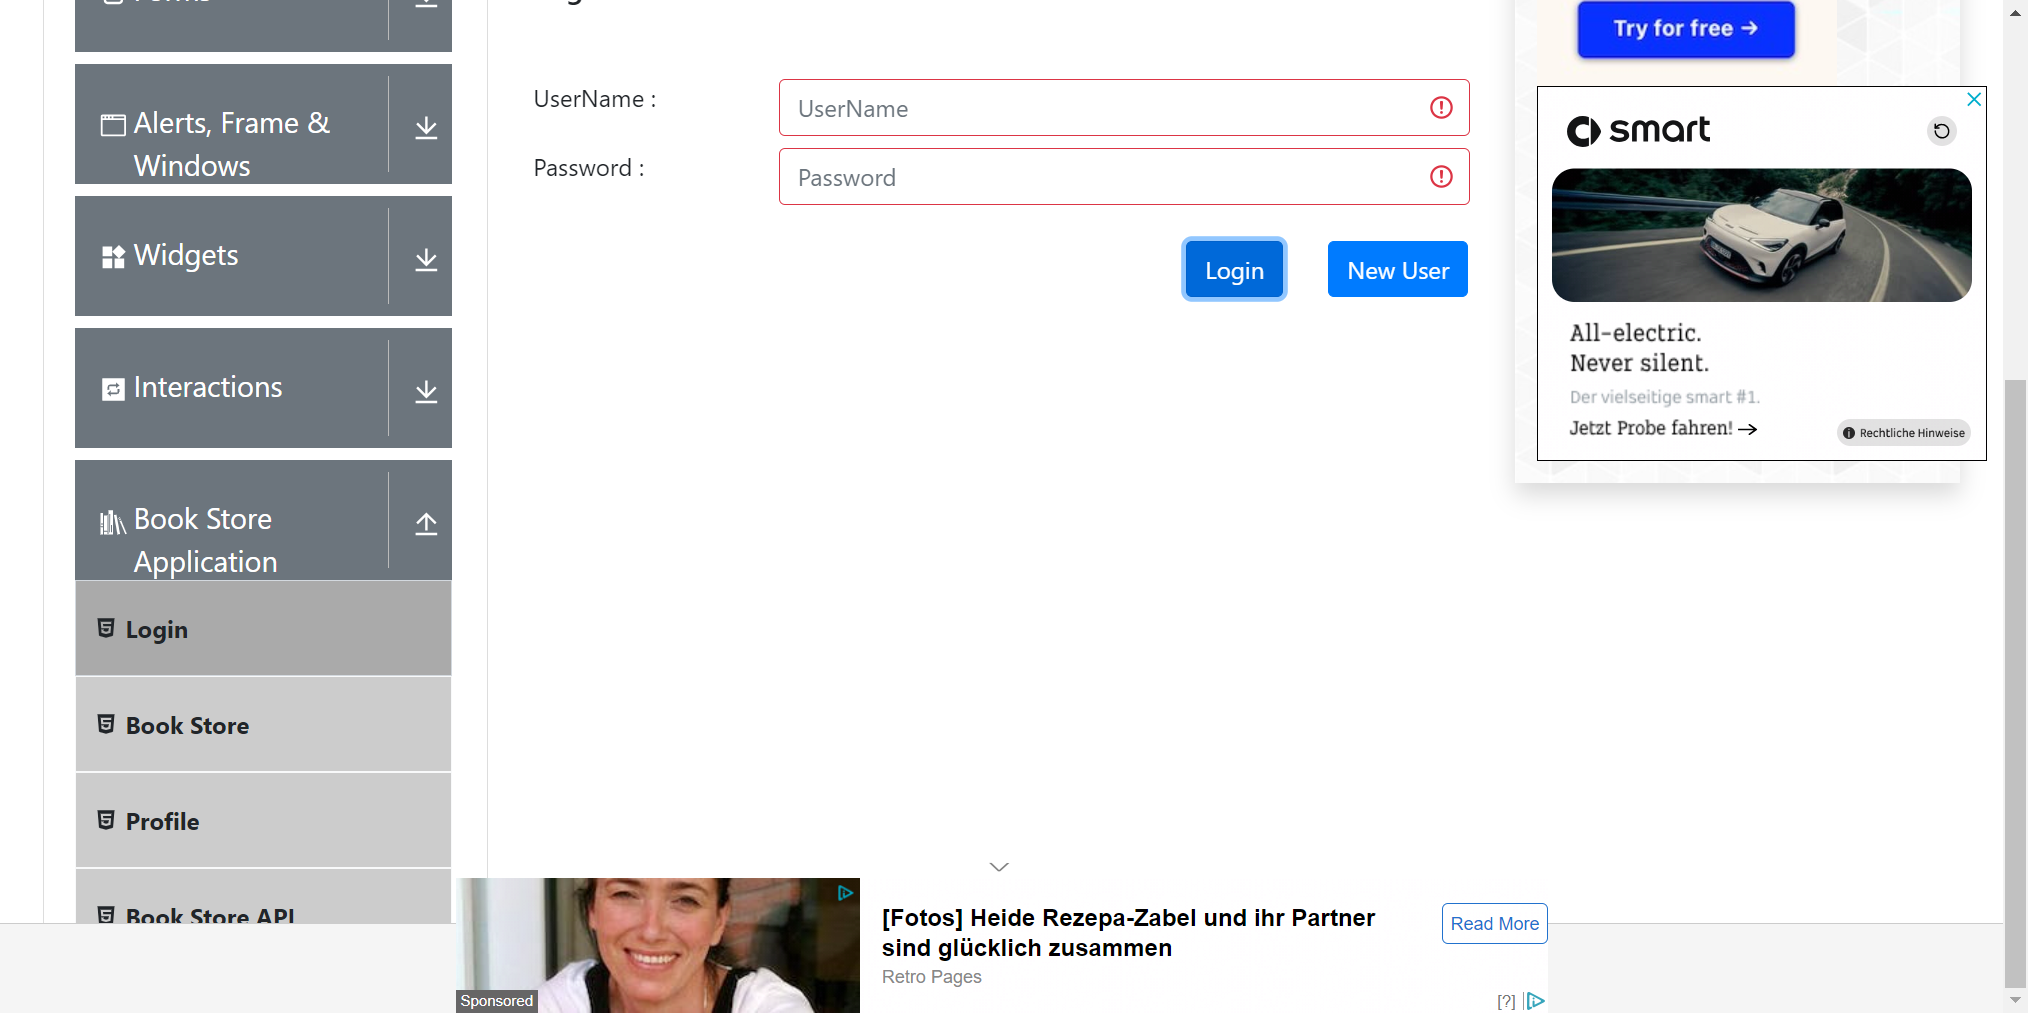 Forms
Alerts, Frame &
Windows
Widgets
Interactions
Book Store
Application
Login
Book Store
Profile
Book Store API
UserName :
UserName
Password :
Password
Login
New User
Try for free →
smart
All-electric.
Never silent.
Der vielseitige smart #1.
Jetzt Probe fahren! →
Rechtliche Hinweise
[Fotos] Heide Rezepa-Zabel und ihr Partner
sind glücklich zusammen
Retro Pages
Read More
Sponsored
[?]